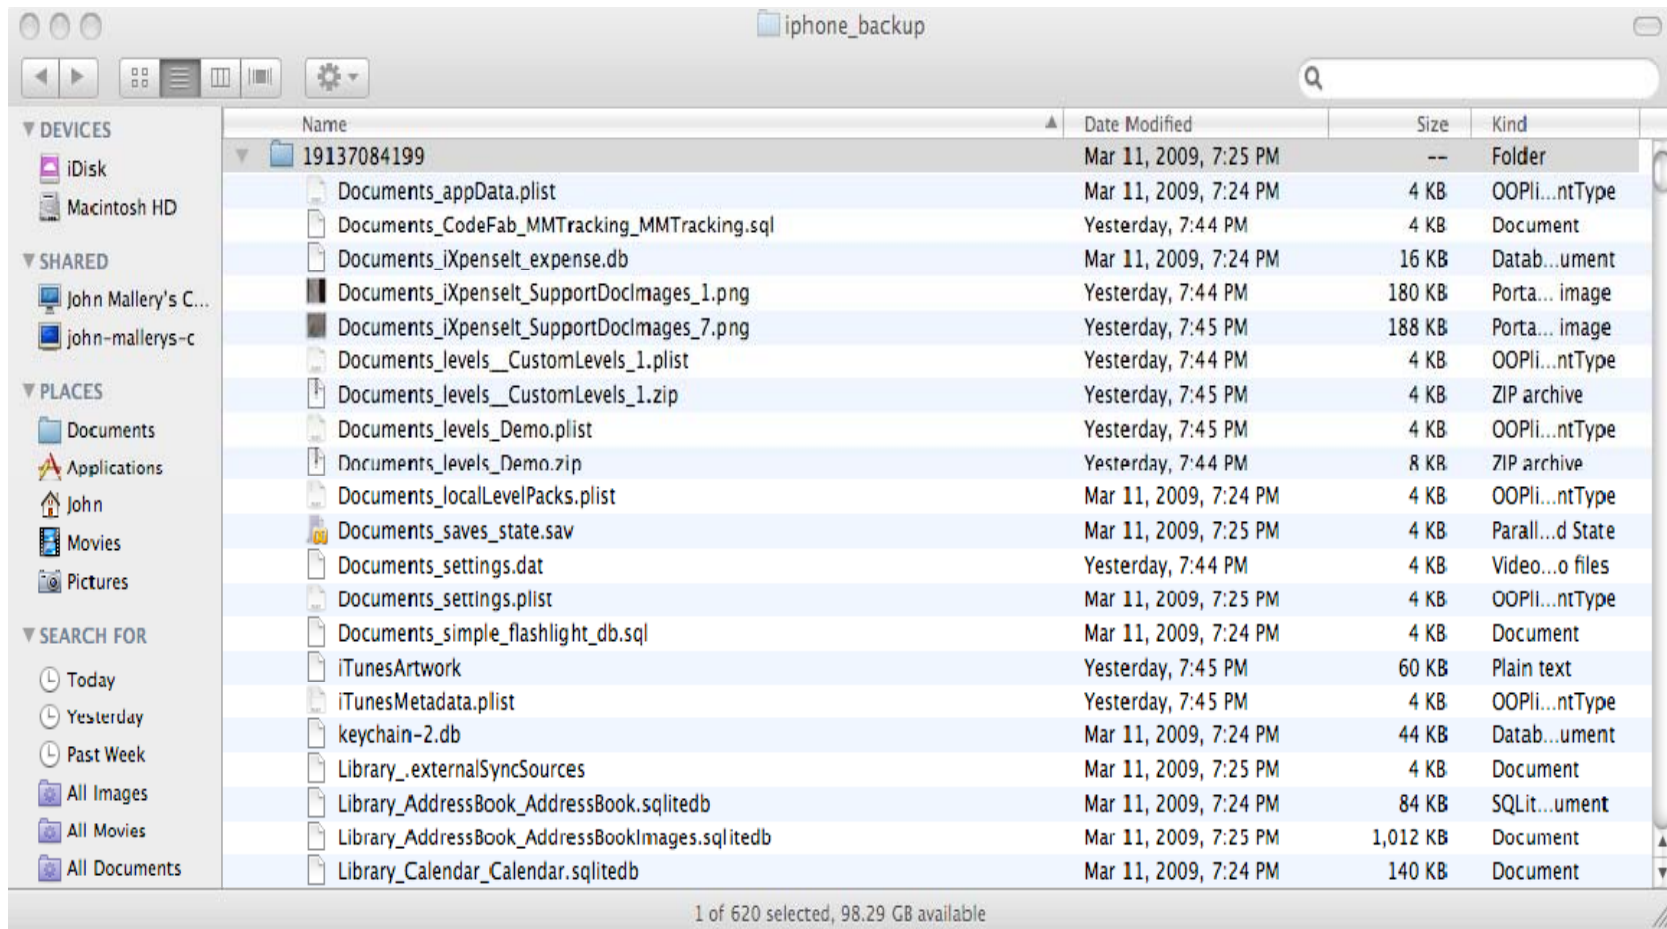 iphone_backup
Name Date Modified Size Kind
▼ DEVICES
iDisk
Macintosh HD
▼ SHARED
John Mallery's C...
john-mallerys-c
▼ PLACES
Documents
Applications
John
Movies
Pictures
▼ SEARCH FOR
Today
Yesterday
Past Week
All Images
All Movies
All Documents
19137084199 Mar 11, 2009, 7:25 PM -- Folder
Documents_appData.plist Mar 11, 2009, 7:24 PM 4 KB OOPli...ntType
Documents_CodeFab_MMTracking_MMTracking.sql Yesterday, 7:44 PM 4 KB Document
Documents_iXpenseIt_expense.db Mar 11, 2009, 7:24 PM 16 KB Datab...ument
Documents_iXpenseIt_SupportDocImages_1.png Yesterday, 7:44 PM 180 KB Porta... image
Documents_iXpenseIt_SupportDocImages_7.png Yesterday, 7:45 PM 188 KB Porta... image
Documents_levels__CustomLevels_1.plist Yesterday, 7:44 PM 4 KB OOPli...ntType
Documents_levels__CustomLevels_1.zip Yesterday, 7:45 PM 4 KB ZIP archive
Documents_levels_Demo.plist Yesterday, 7:45 PM 4 KB OOPli...ntType
Documents_levels_Demo.zip Yesterday, 7:44 PM 8 KB ZIP archive
Documents_localLevelPacks.plist Mar 11, 2009, 7:24 PM 4 KB OOPli...ntType
Documents_saves_state.sav Mar 11, 2009, 7:25 PM 4 KB Parall...d State
Documents_settings.dat Yesterday, 7:44 PM 4 KB Video...o files
Documents_settings.plist Mar 11, 2009, 7:25 PM 4 KB OOPli...ntType
Documents_simple_flashlight_db.sql Mar 11, 2009, 7:24 PM 4 KB Document
iTunesArtwork Yesterday, 7:45 PM 60 KB Plain text
iTunesMetadata.plist Yesterday, 7:45 PM 4 KB OOPli...ntType
keychain-2.db Mar 11, 2009, 7:24 PM 44 KB Datab...ument
Library_.externalSyncSources Mar 11, 2009, 7:25 PM 4 KB Document
Library_AddressBook_AddressBook.sqlitedb Mar 11, 2009, 7:24 PM 84 KB SQLit...ument
Library_AddressBook_AddressBookImages.sqlitedb Mar 11, 2009, 7:25 PM 1,012 KB Document
Library_Calendar_Calendar.sqlitedb Mar 11, 2009, 7:24 PM 140 KB Document
1 of 620 selected, 98.29 GB available